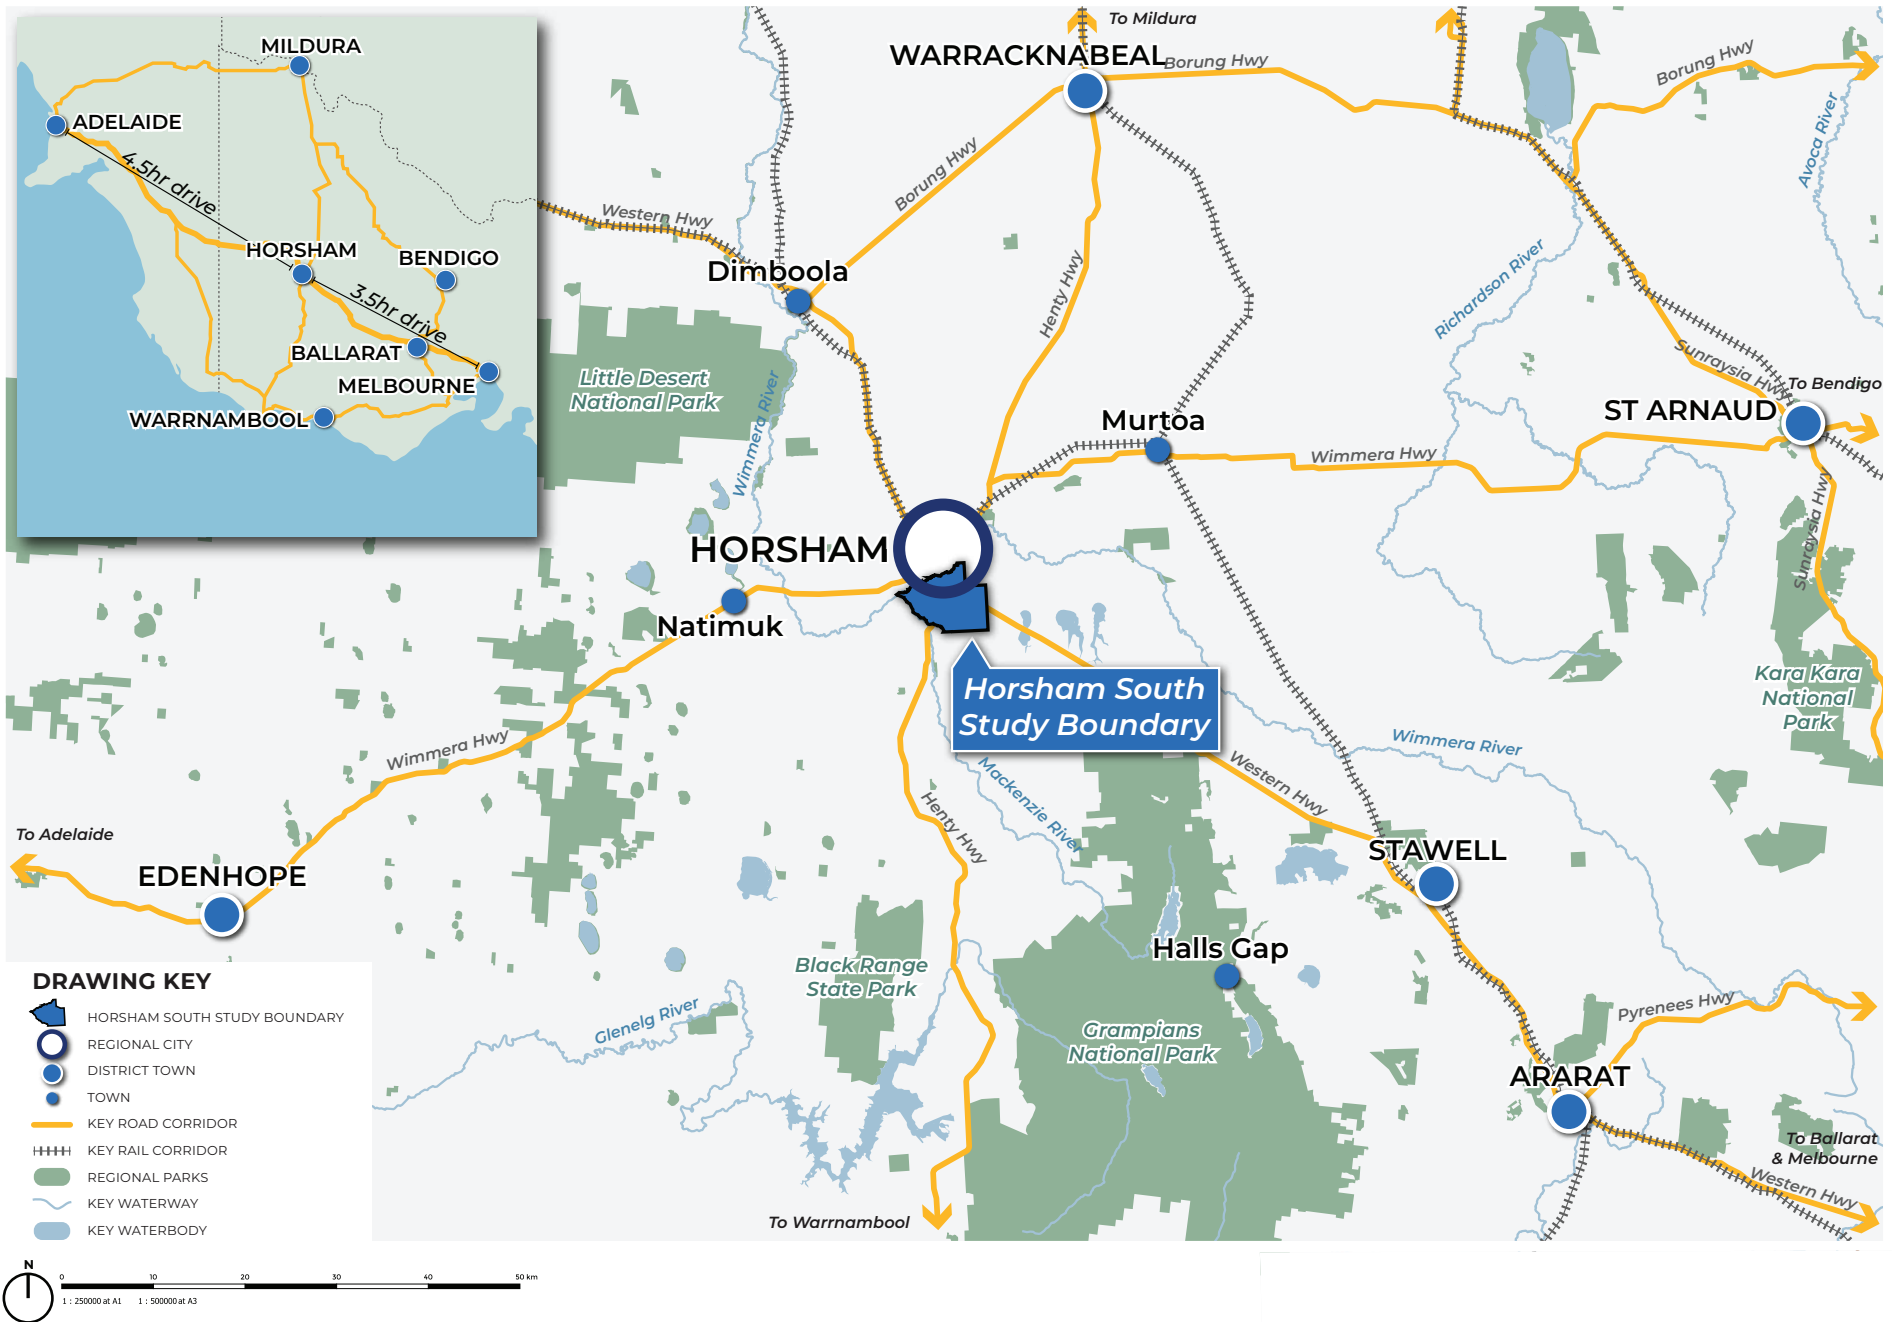 MILDURA
ADELAIDE
4.5hr drive
HORSHAM
BENDIGO
3.5hr drive
BALLARAT
MELBOURNE
WARRNAMBOOL
To Mildura
WARRACKNABEAL
Borung Hwy
Borung Hwy
Avoca River
Borung Hwy
Western Hwy
Dimboola
Henty Hwy
Richardson River
Sunraysia Hwy
To Bendigo
Little Desert
National Park
Wimmera River
Murtoa
ST ARNAUD
Wimmera Hwy
Sunraysia Hwy
HORSHAM
Natimuk
Horsham South
Study Boundary
Kara Kara
National
Park
Wimmera Hwy
Wimmera River
Mackenzie River
Western Hwy
Henty Hwy
To Adelaide
EDENHOPE
STAWELL
Halls Gap
Black Range
State Park
Glenelg River
Grampians
National Park
Pyrenees Hwy
ARARAT
To Ballarat
& Melbourne
Western Hwy
To Warrnambool
DRAWING KEY
HORSHAM SOUTH STUDY BOUNDARY
REGIONAL CITY
DISTRICT TOWN
TOWN
KEY ROAD CORRIDOR
KEY RAIL CORRIDOR
REGIONAL PARKS
KEY WATERWAY
KEY WATERBODY
N
0 10 20 30 40 50 km
1 : 250000 at A1 1 : 500000 at A3